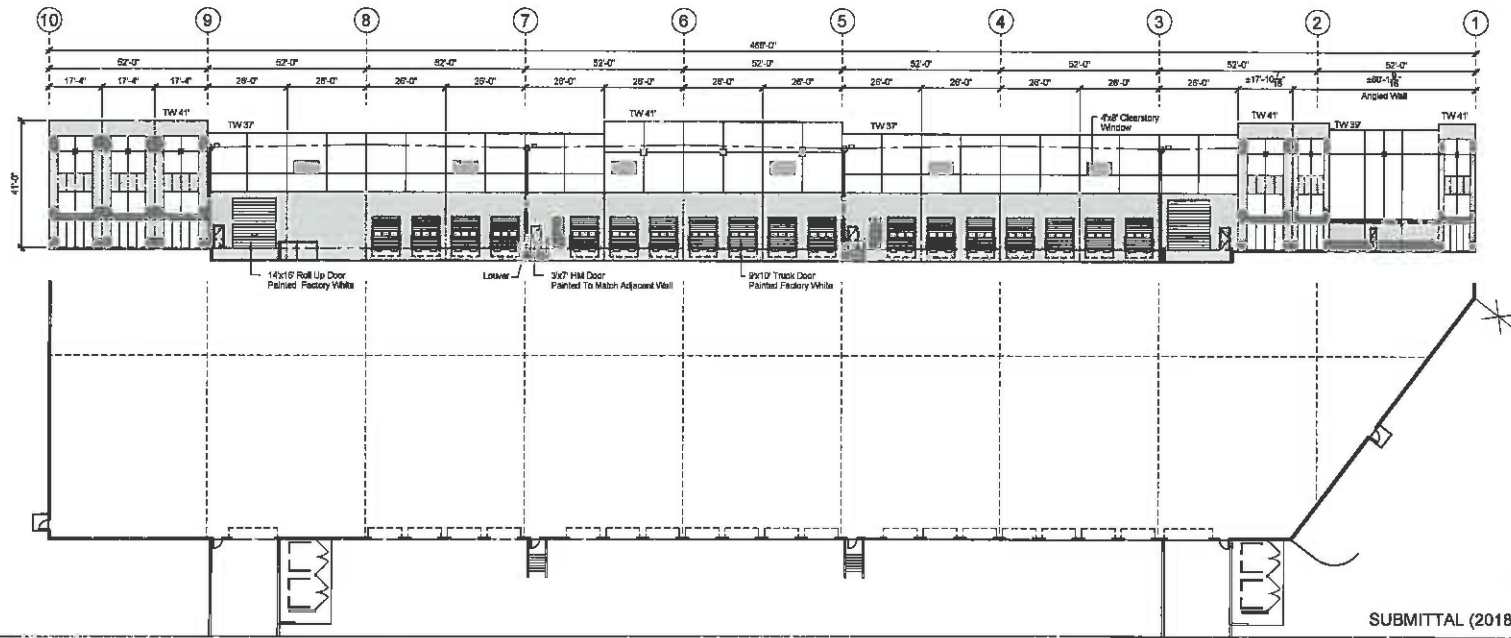 10 9 8 7 6 5 4 3 2 1
468'-0"
52'-0" 52'-0" 52'-0" 52'-0" 52'-0" 52'-0" 52'-0" 52'-0" 52'-0"
17'-4" 17'-4" 17'-4" 26'-0" 26'-0" 26'-0" 26'-0" 26'-0" 26'-0" 26'-0" 26'-0" 26'-0" 26'-0" 26'-0" 26'-0" 26'-0"
Angled Wall
TW 41' TW 37' TW 41' TW 37' TW 41' TW 39' TW 41'
4'x8' Clearstory
Window
41'-0"
14'x16' Roll Up Door
Painted Factory White
Louver
3'x7' HM Door
Painted To Match Adjacent Wall
9'x10' Truck Door
Painted Factory White
SUBMITTAL (2018